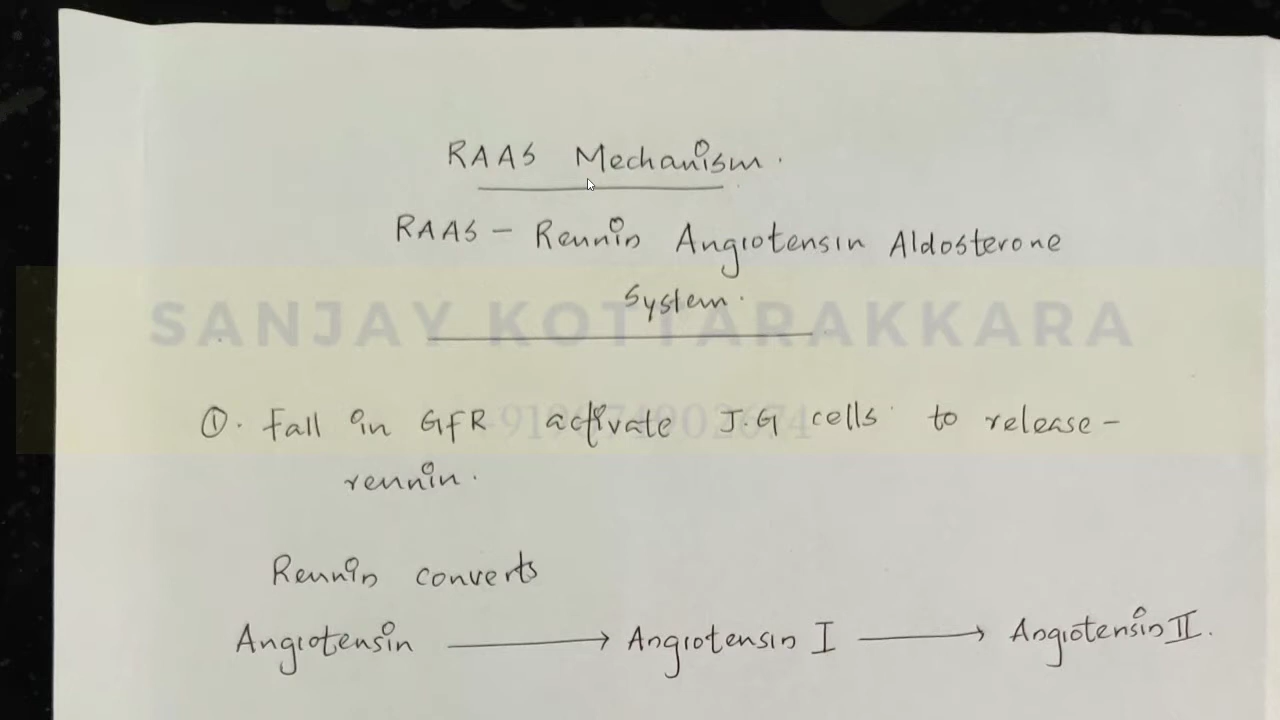 RAAS Mechanism.
RAAS – Rennin Angiotensin Aldosterone
System.
SANJAY KOTTARAKKARA
①. Fall in GFR activate J.G cells to release –
rennin.
Rennin converts
Angiotensin → Angiotensin I → Angiotensin II.